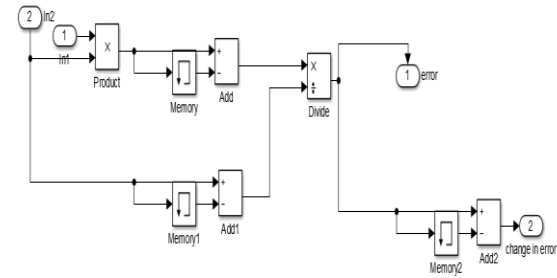 2
In2
1
In1
X
Product
+
−
Memory
Add
X
÷
Divide
1
error
+
−
Memory1
Add1
+
−
Memory2
Add2
2
change in error